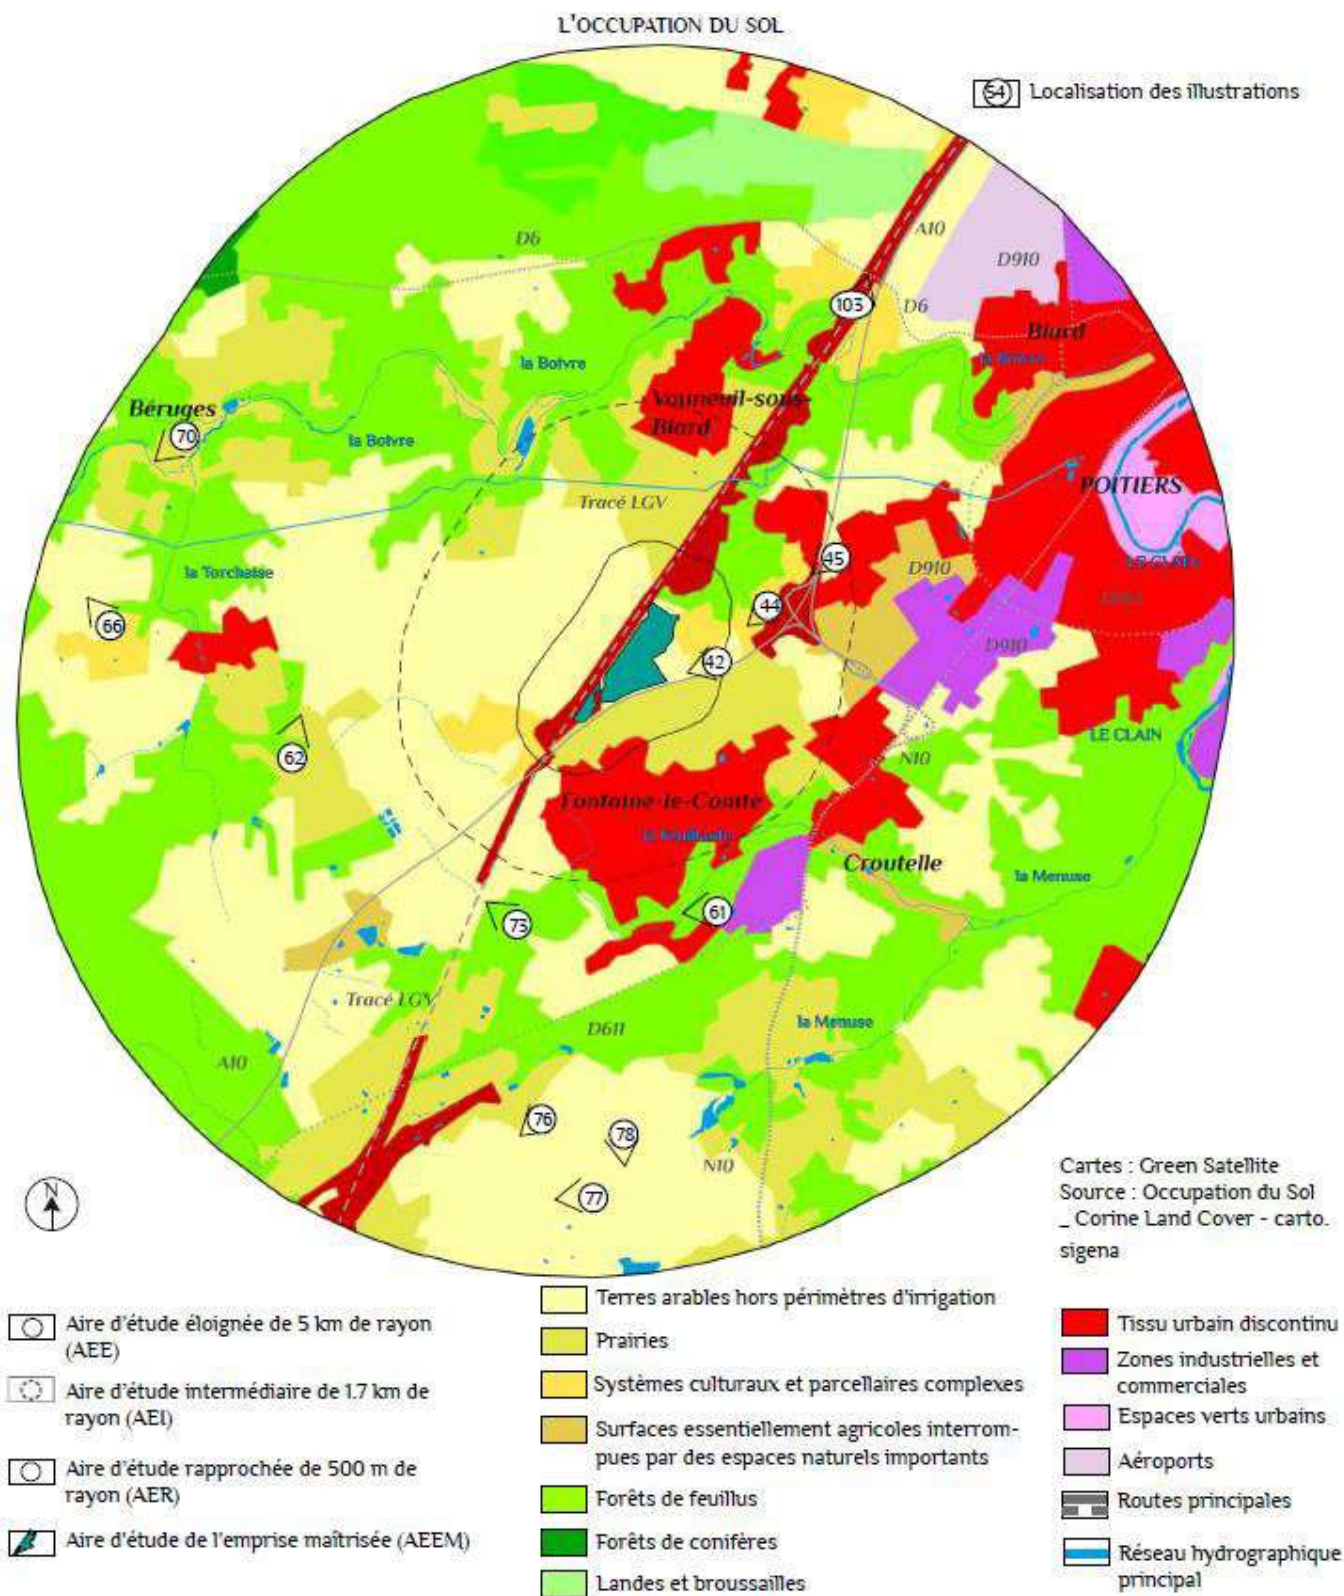 L'OCCUPATION DU SOL
54 Localisation des illustrations
A10
D6
D910
103
D6
Biard
la Boivre
Vouneuil-sous-
Biard
Béruges
70
la Boivre
POITIERS
Tracé LGV
45
D910
LE CLAIN
la Torchaise
44
66
42
D910
62
LE CLAIN
N10
Fontaine-le-Comté
Croutelle
la Menuse
61
73
Tracé LGV
D611
la Menuse
A10
76
78
N10
77
N
Cartes : Green Satellite
Source : Occupation du Sol
_ Corine Land Cover - carto.
sigena
Aire d'étude éloignée de 5 km de rayon
(AEE)
Aire d'étude intermédiaire de 1.7 km de
rayon (AEI)
Aire d'étude rapprochée de 500 m de
rayon (AER)
Aire d'étude de l'emprise maîtrisée (AEEM)
Terres arables hors périmètres d'irrigation
Prairies
Systèmes culturaux et parcellaires complexes
Surfaces essentiellement agricoles interrom-
pues par des espaces naturels importants
Forêts de feuillus
Forêts de conifères
Landes et broussailles
Tissu urbain discontinu
Zones industrielles et
commerciales
Espaces verts urbains
Aéroports
Routes principales
Réseau hydrographique
principal